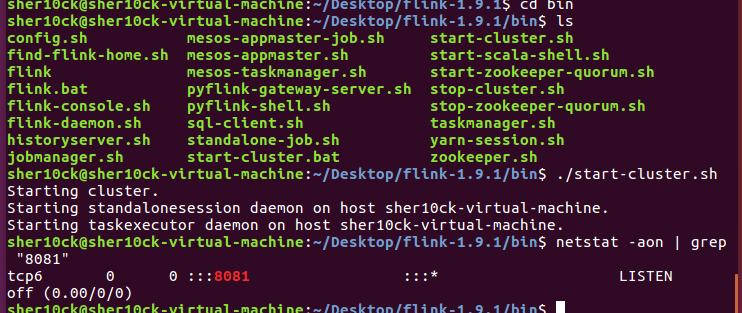 sher10ck@sher10ck-virtual-machine:~/Desktop/flink-1.9.1$ cd bin
sher10ck@sher10ck-virtual-machine:~/Desktop/flink-1.9.1/bin$ ls
config.sh mesos-appmaster-job.sh start-cluster.sh
find-flink-home.sh mesos-appmaster.sh start-scala-shell.sh
flink mesos-taskmanager.sh start-zookeeper-quorum.sh
flink.bat pyflink-gateway-server.sh stop-cluster.sh
flink-console.sh pyflink-shell.sh stop-zookeeper-quorum.sh
flink-daemon.sh sql-client.sh taskmanager.sh
historyserver.sh standalone-job.sh yarn-session.sh
jobmanager.sh start-cluster.bat zookeeper.sh
sher10ck@sher10ck-virtual-machine:~/Desktop/flink-1.9.1/bin$ ./start-cluster.sh
Starting cluster.
Starting standalonesession daemon on host sher10ck-virtual-machine.
Starting taskexecutor daemon on host sher10ck-virtual-machine.
sher10ck@sher10ck-virtual-machine:~/Desktop/flink-1.9.1/bin$ netstat -aon | grep
"8081"
tcp6 0 0 :::8081 :::* LISTEN
off (0.00/0/0)
sher10ck@sher10ck-virtual-machine:~/Desktop/flink-1.9.1/bin$